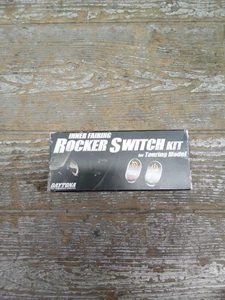 INNER FAIRING
ROCKER SWITCH KIT
for Touring Model
DAYTONA